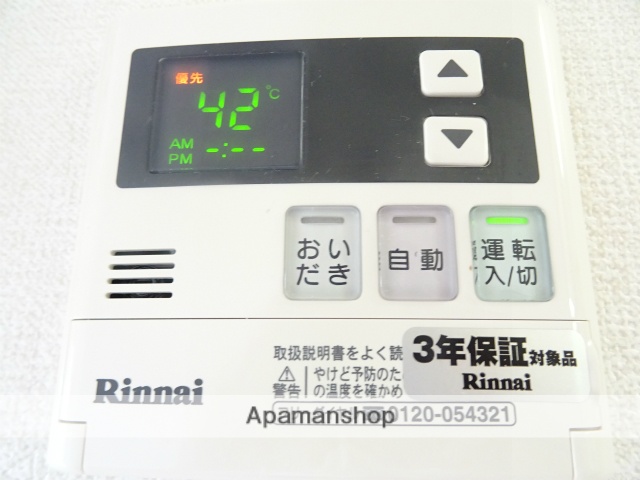 優先
42℃
AM
PM -:--
おい
だき
自動
運転
入/切
取扱説明書をよく読
3年保証対象品
Rinnai
警告
やけど予防のた
の温度を確かめ
Rinnai
0120-054321
Apamanshop